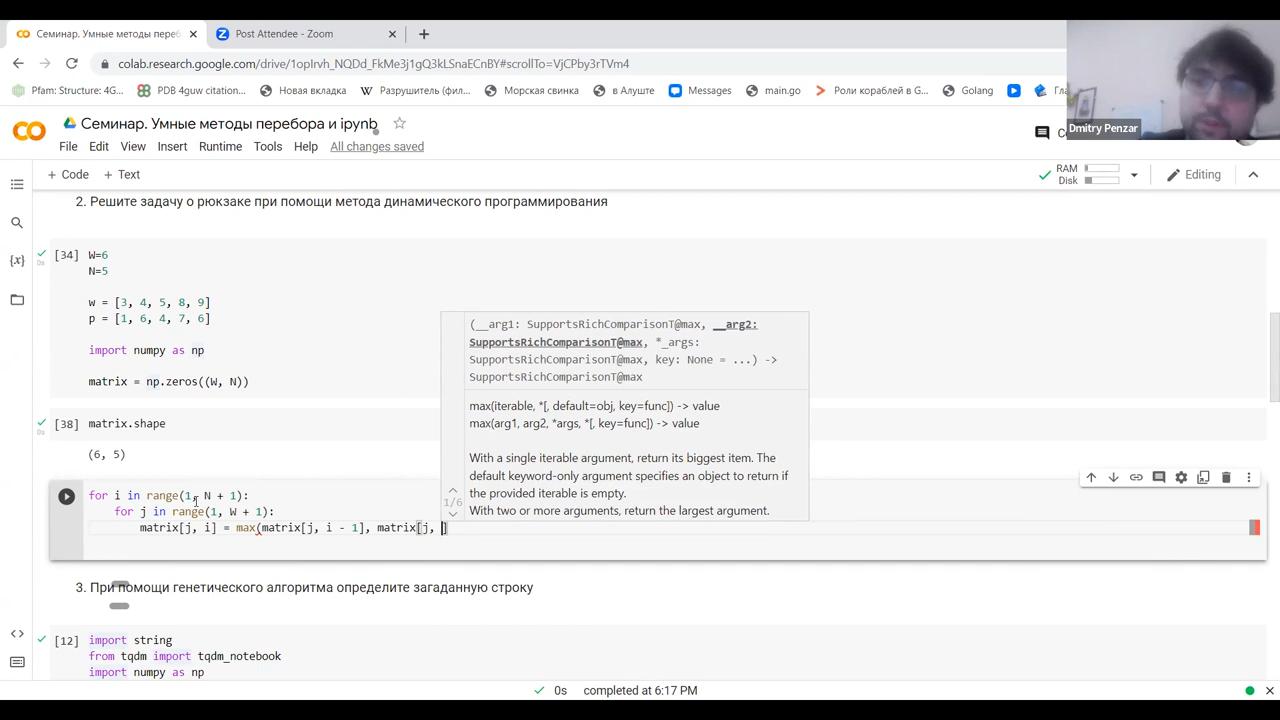 Семинар. Умные методы переб
Post Attendee - Zoom
colab.research.google.com/drive/1opIrvh_NQDd_FkMe3j1gQ3kLSnaECnBY#scrollTo=VjCPby3rTVm4
Pfam: Structure: 4G...
PDB 4guw citation...
Новая вкладка
Разрушитель (фил...
Морская свинка
в Алуште
Messages
main.go
Роли кораблей в G...
Golang
Семинар. Умные методы перебора и ipynb
Dmitry Penzar
File Edit View Insert Runtime Tools Help All changes saved
+ Code + Text
RAM
Disk
Editing
2. Решите задачу о рюкзаке при помощи метода динамического программирования
[34] W=6
0s
N=5
w = [3, 4, 5, 8, 9]
p = [1, 6, 4, 7, 6]
import numpy as np
matrix = np.zeros((W, N))
(__arg1: SupportsRichComparisonT@max, __arg2:
SupportsRichComparisonT@max, *_args:
SupportsRichComparisonT@max, key: None = ...) ->
SupportsRichComparisonT@max
max(iterable, *[, default=obj, key=func]) -> value
max(arg1, arg2, *args, *[, key=func]) -> value
With a single iterable argument, return its biggest item. The
default keyword-only argument specifies an object to return if
the provided iterable is empty.
With two or more arguments, return the largest argument.
1/6
[38] matrix.shape
0s
(6, 5)
for i in range(1, N + 1):
for j in range(1, W + 1):
matrix[j, i] = max(matrix[j, i - 1], matrix[j, ]
3. При помощи генетического алгоритма определите загаданную строку
[12] import string
from tqdm import tqdm_notebook
import numpy as np
0s completed at 6:17 PM